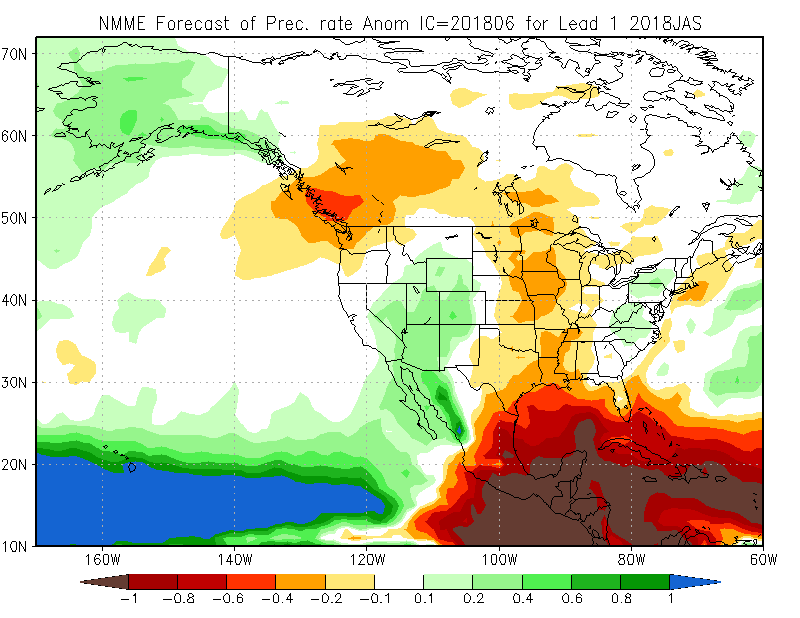 NMME Forecast of Prec. rate Anom IC=201806 for Lead 1 2018JAS
70N
60N
50N
40N
30N
20N
10N
160W 140W 120W 100W 80W 60W
-1 -0.8 -0.6 -0.4 -0.2 -0.1 0.1 0.2 0.4 0.6 0.8 1